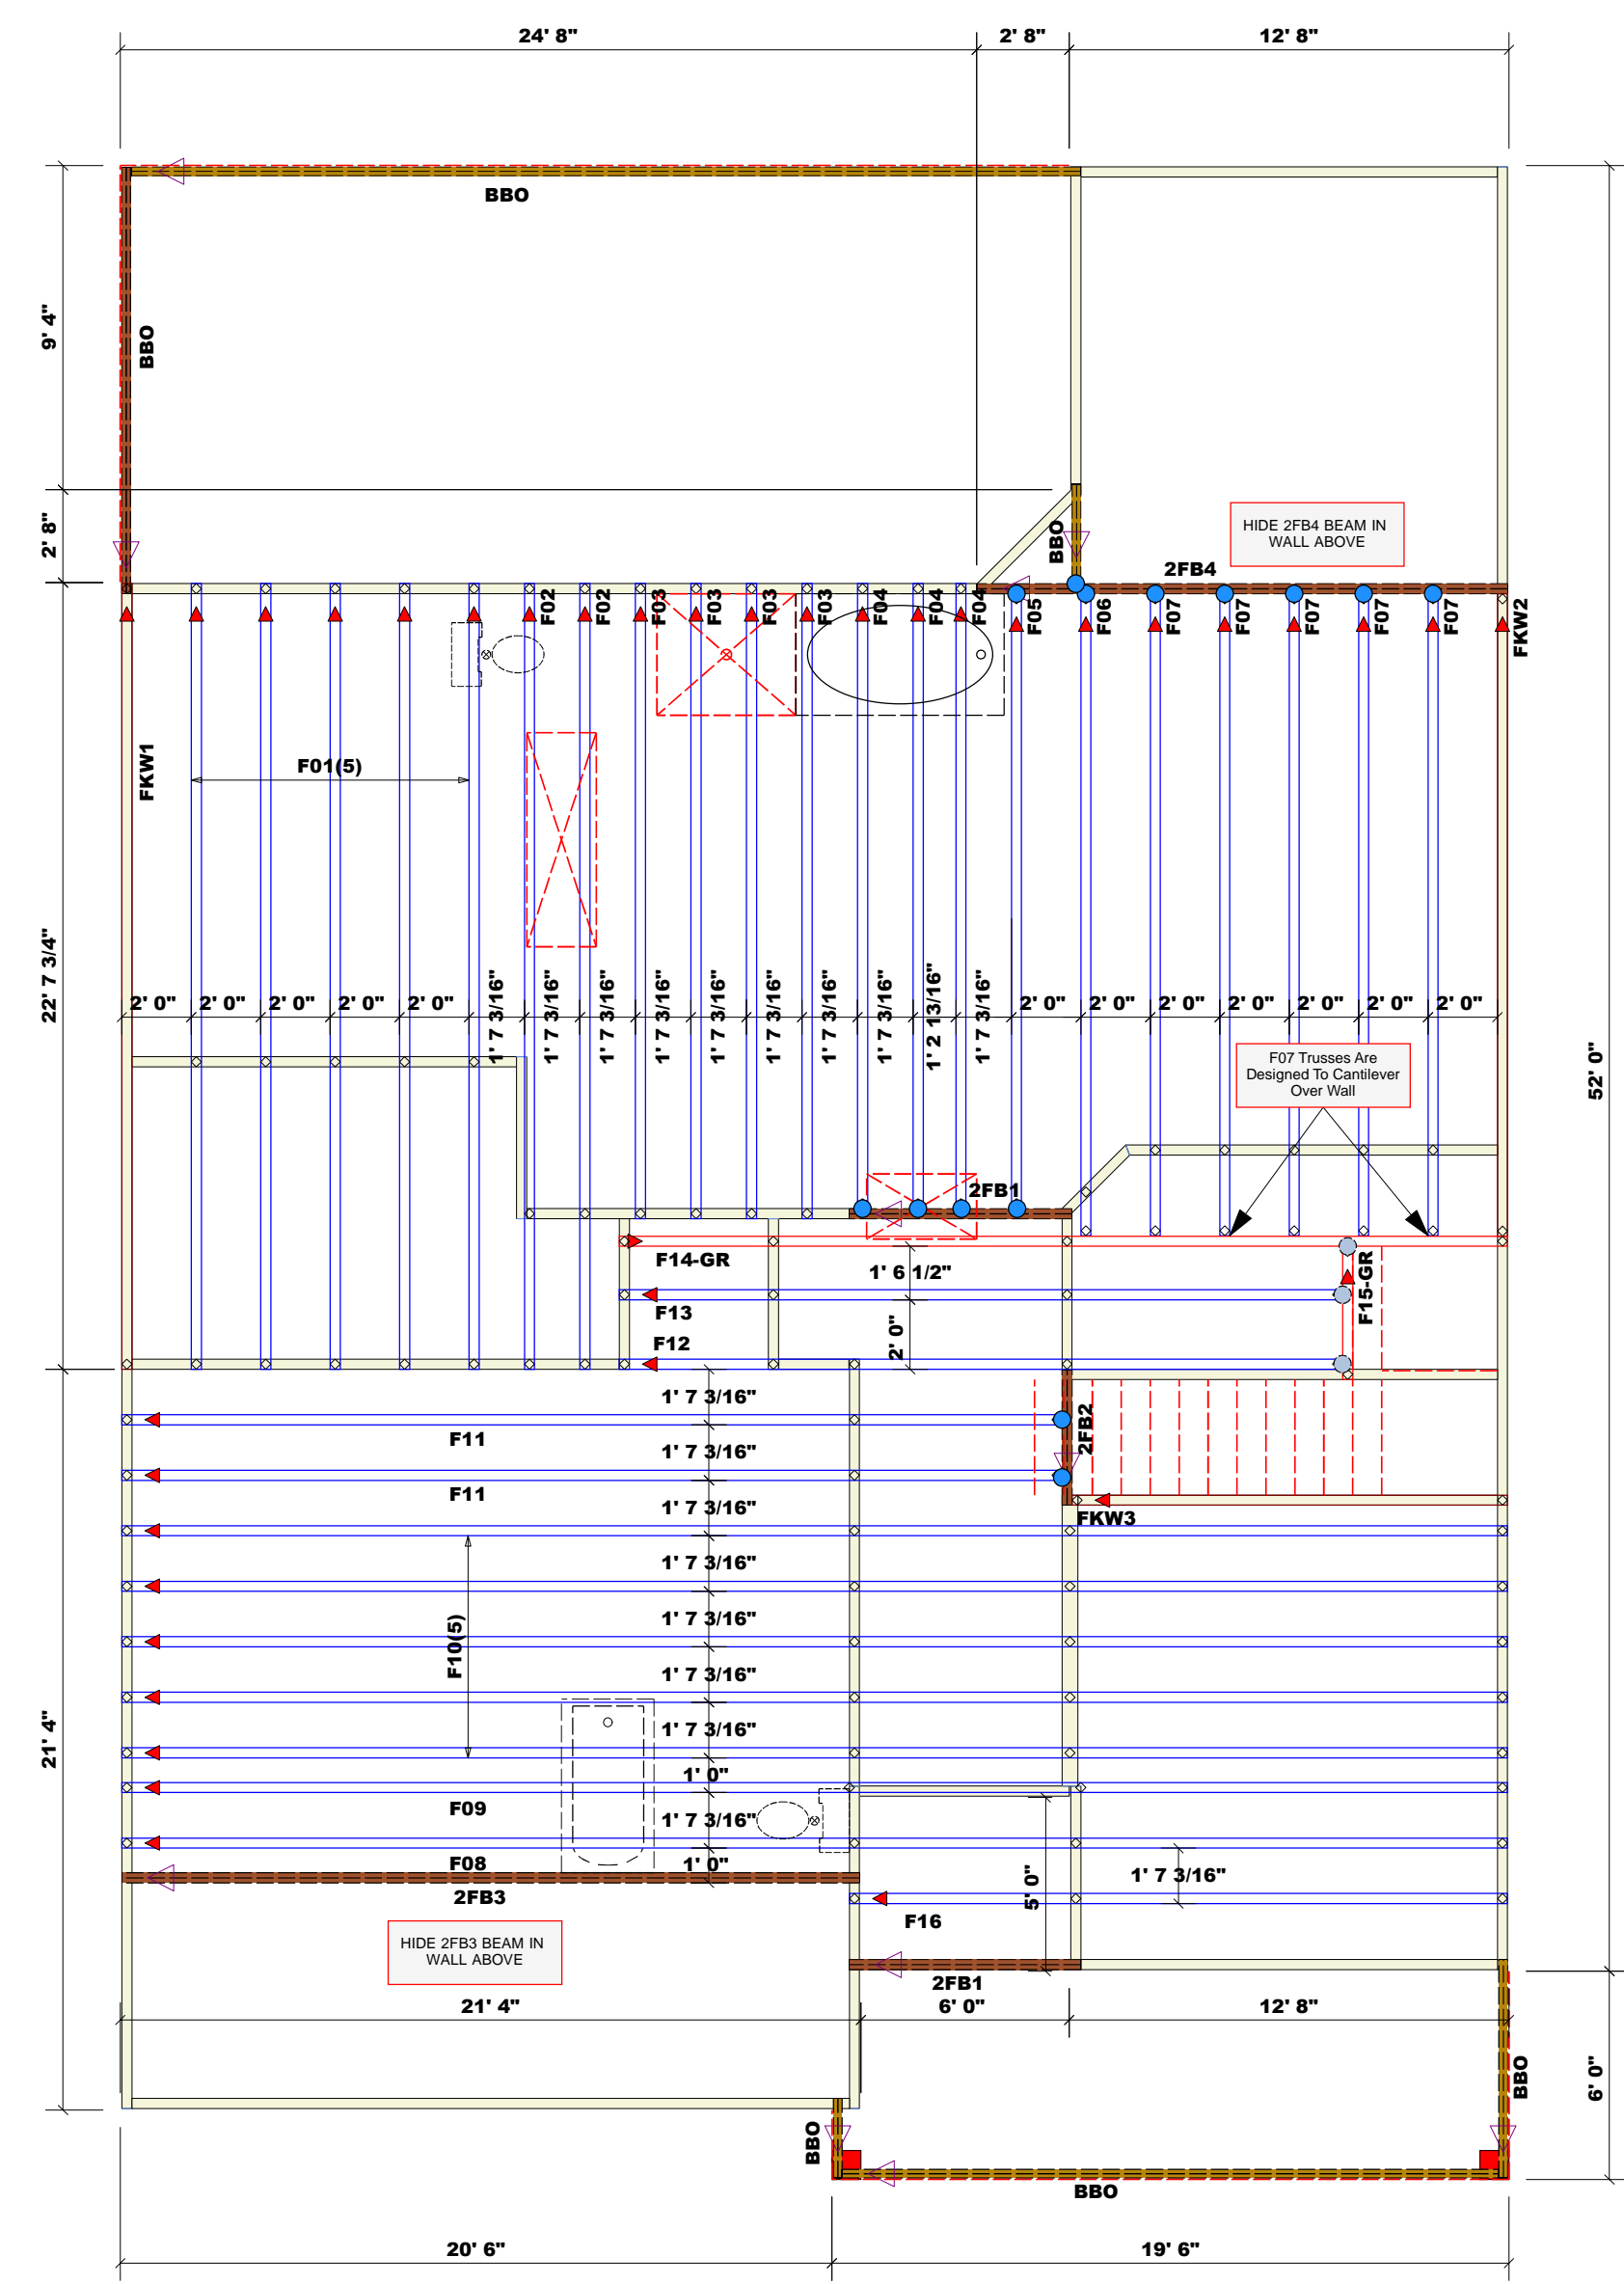 24' 8"
2' 8"
12' 8"
BBO
9' 4"
BBO
2' 8"
BBO
HIDE 2FB4 BEAM IN
WALL ABOVE
2FB4
F02
F02
F03
F03
F03
F03
F04
F04
F04
F05
F06
F07
F07
F07
F07
F07
FKW2
FKW1
F01(5)
22' 7 3/4"
2' 0"
2' 0"
2' 0"
2' 0"
2' 0"
1' 7 3/16"
1' 7 3/16"
1' 7 3/16"
1' 7 3/16"
1' 7 3/16"
1' 7 3/16"
1' 7 3/16"
1' 7 3/16"
1' 2 13/16"
1' 7 3/16"
2' 0"
2' 0"
2' 0"
2' 0"
2' 0"
2' 0"
2' 0"
52' 0"
F07 Trusses Are
Designed To Cantilever
Over Wall
2FB1
F14-GR
1' 6 1/2"
F15-GR
F13
F12
2' 0"
1' 7 3/16"
F11
2FB2
1' 7 3/16"
F11
1' 7 3/16"
FKW3
1' 7 3/16"
F10(5)
1' 7 3/16"
1' 7 3/16"
1' 7 3/16"
21' 4"
1' 0"
F09
1' 7 3/16"
F08
1' 0"
5' 0"
1' 7 3/16"
2FB3
F16
HIDE 2FB3 BEAM IN
WALL ABOVE
2FB1
21' 4"
6' 0"
12' 8"
BBO
6' 0"
BBO
BBO
20' 6"
19' 6"